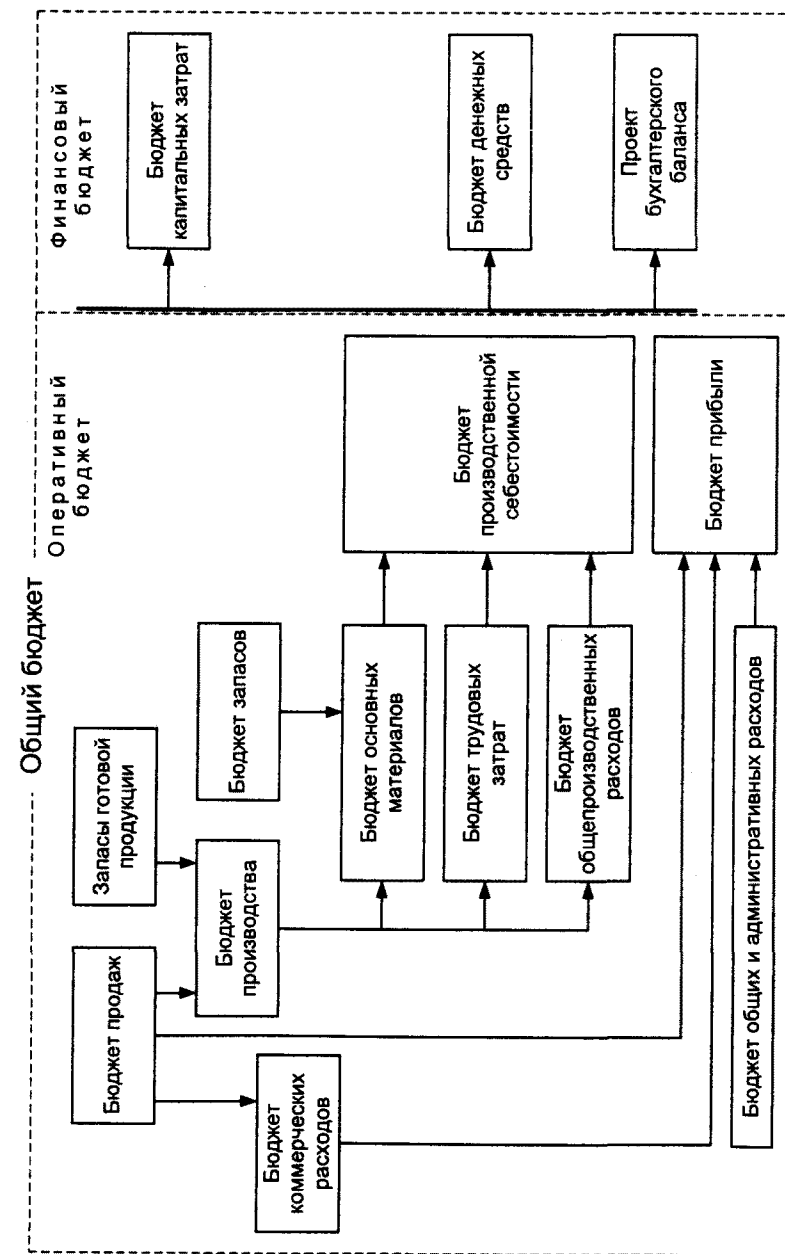 Общий бюджет
Оперативный
бюджет
Финансовый
бюджет
Бюджет продаж
Запасы готовой
продукции
Бюджет
капитальных затрат
Бюджет
производства
Бюджет запасов
Бюджет
коммерческих
расходов
Бюджет основных
материалов
Бюджет трудовых
затрат
Бюджет
общепроизводственных
расходов
Бюджет
производственной
себестоимости
Бюджет денежных
средств
Бюджет прибыли
Проект
бухгалтерского
баланса
Бюджет общих и административных расходов